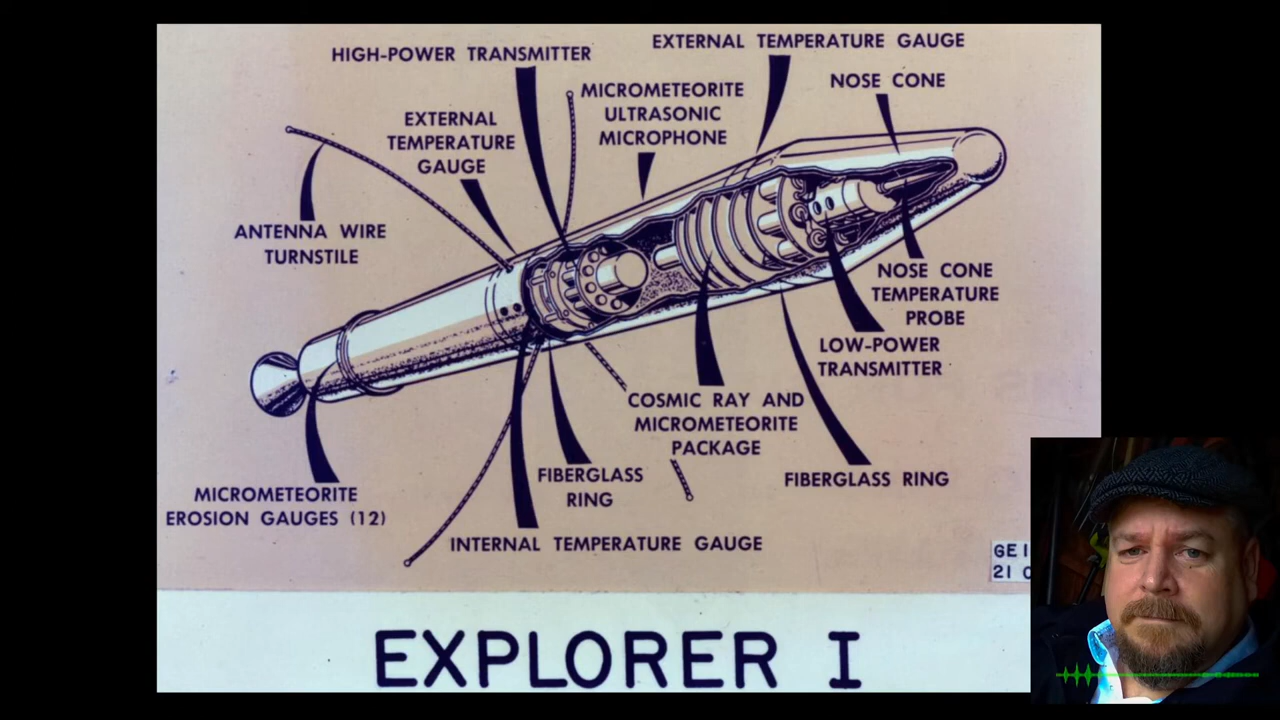 EXTERNAL TEMPERATURE GAUGE
HIGH-POWER TRANSMITTER
NOSE CONE
MICROMETEORITE
ULTRASONIC
MICROPHONE
EXTERNAL
TEMPERATURE
GAUGE
ANTENNA WIRE
TURNSTILE
NOSE CONE
TEMPERATURE
PROBE
LOW-POWER
TRANSMITTER
COSMIC RAY AND
MICROMETEORITE
PACKAGE
FIBERGLASS
RING
FIBERGLASS RING
MICROMETEORITE
EROSION GAUGES (12)
INTERNAL TEMPERATURE GAUGE
GE
21
EXPLORER I